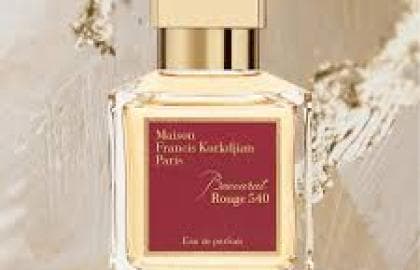 Maison
Francis Kurkdjian
Paris
Baccarat
Rouge 540
Eau de parfum